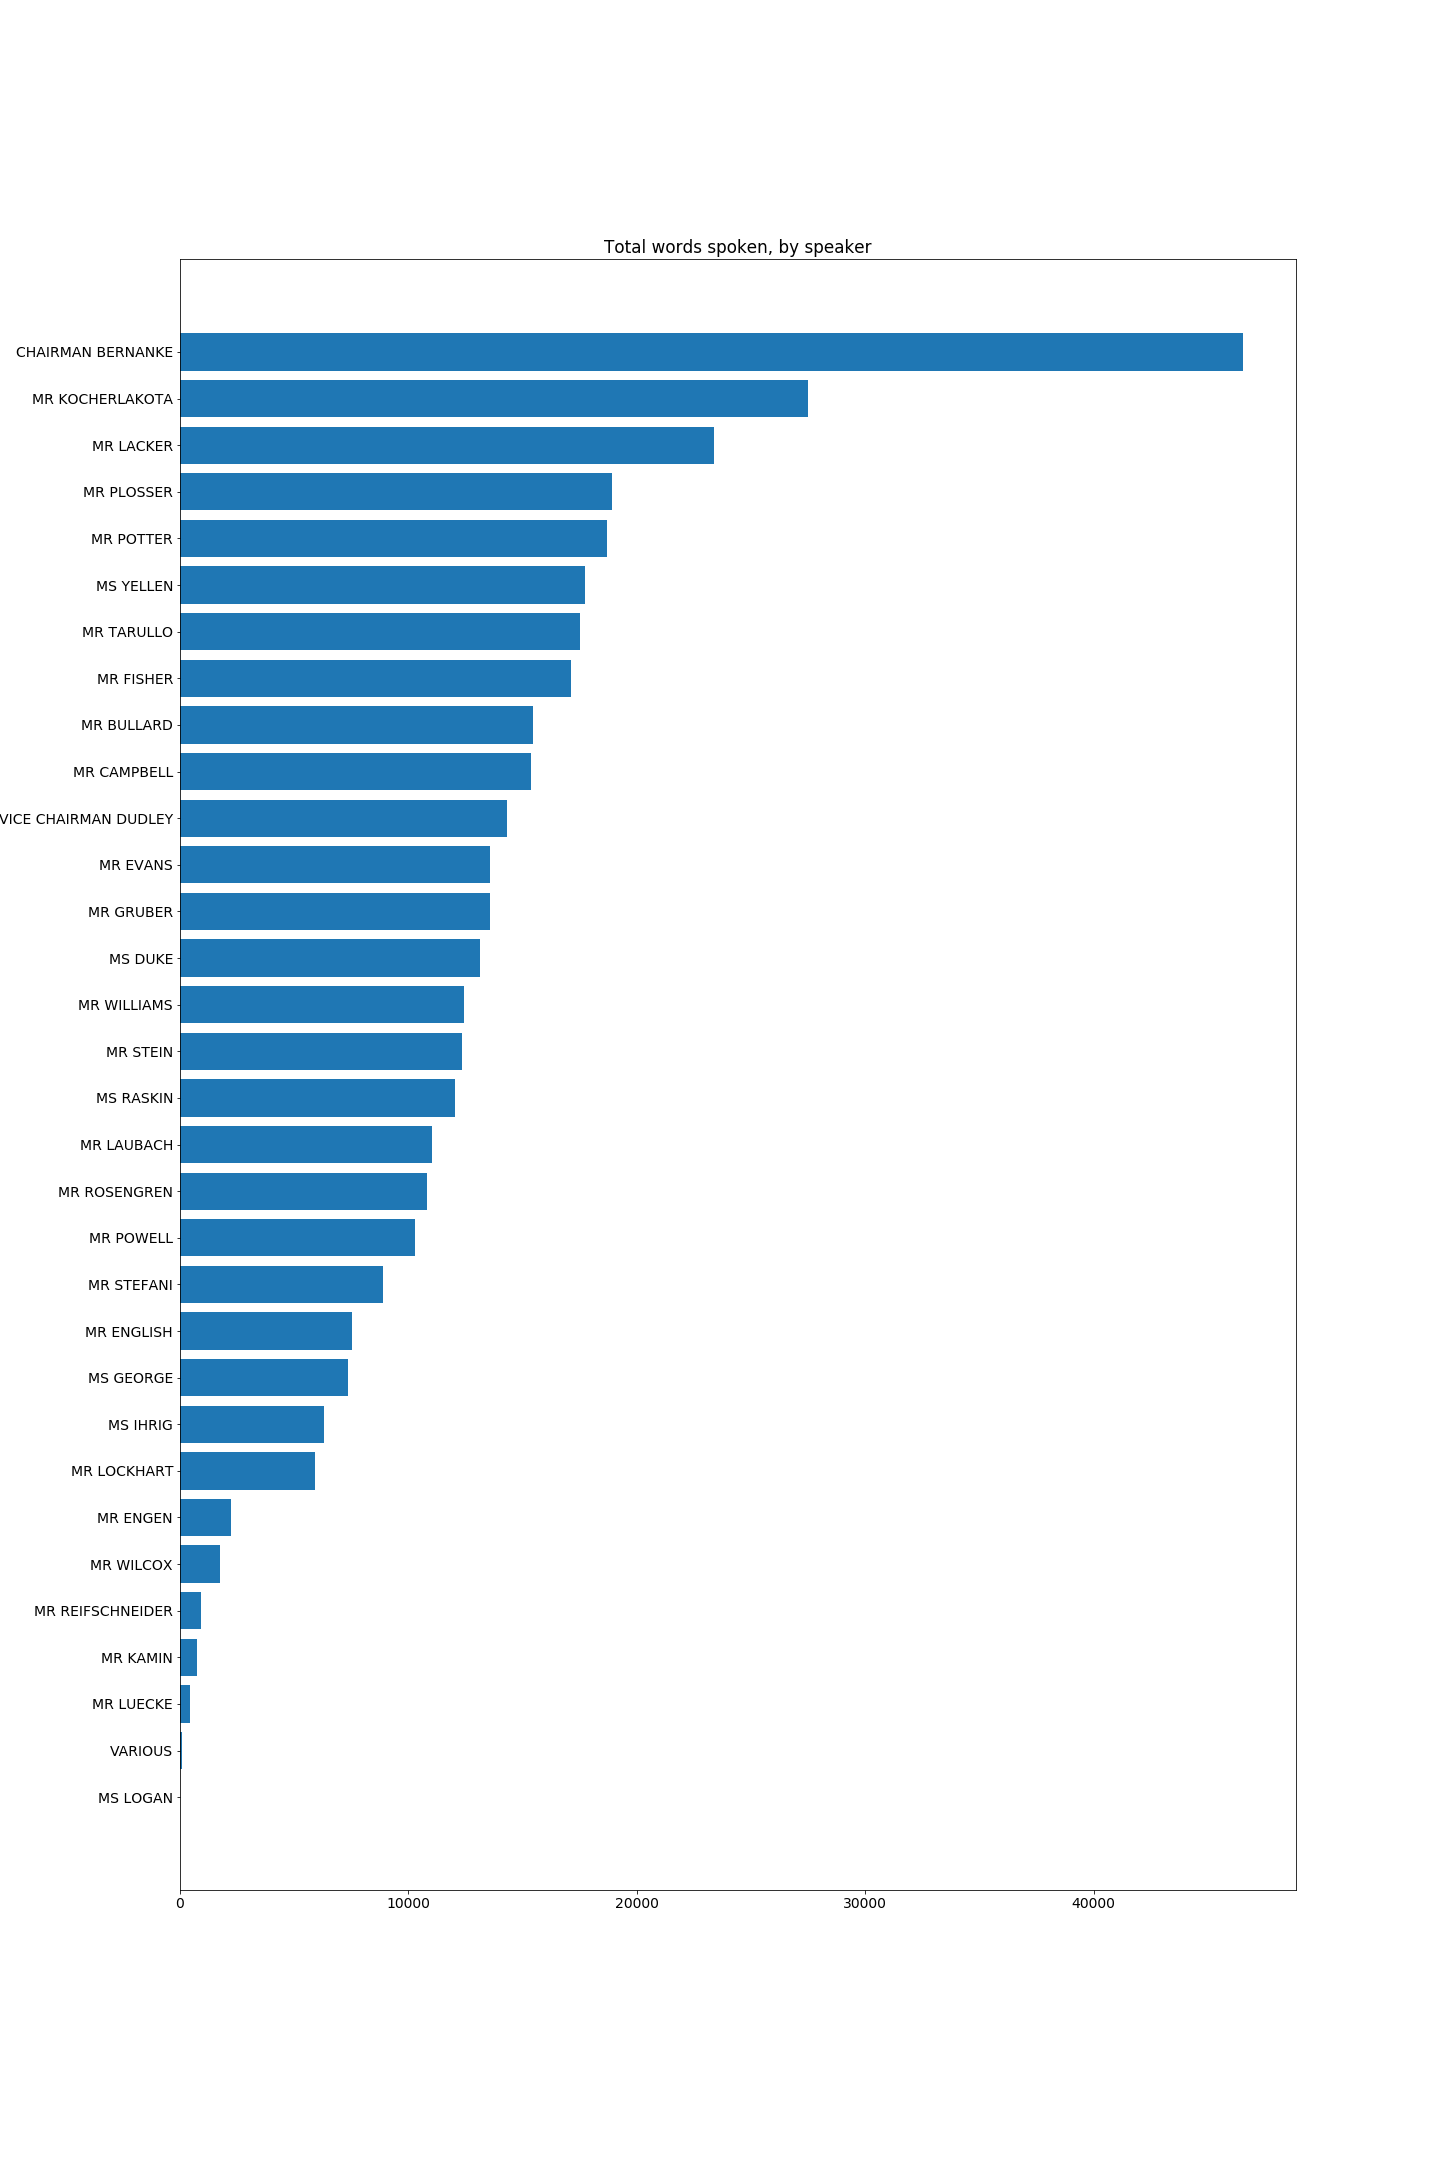 Total words spoken, by speaker
CHAIRMAN BERNANKE
MR KOCHERLAKOTA
MR LACKER
MR PLOSSER
MR POTTER
MS YELLEN
MR TARULLO
MR FISHER
MR BULLARD
MR CAMPBELL
VICE CHAIRMAN DUDLEY
MR EVANS
MR GRUBER
MS DUKE
MR WILLIAMS
MR STEIN
MS RASKIN
MR LAUBACH
MR ROSENGREN
MR POWELL
MR STEFANI
MR ENGLISH
MS GEORGE
MS IHRIG
MR LOCKHART
MR ENGEN
MR WILCOX
MR REIFSCHNEIDER
MR KAMIN
MR LUECKE
VARIOUS
MS LOGAN
0 10000 20000 30000 40000